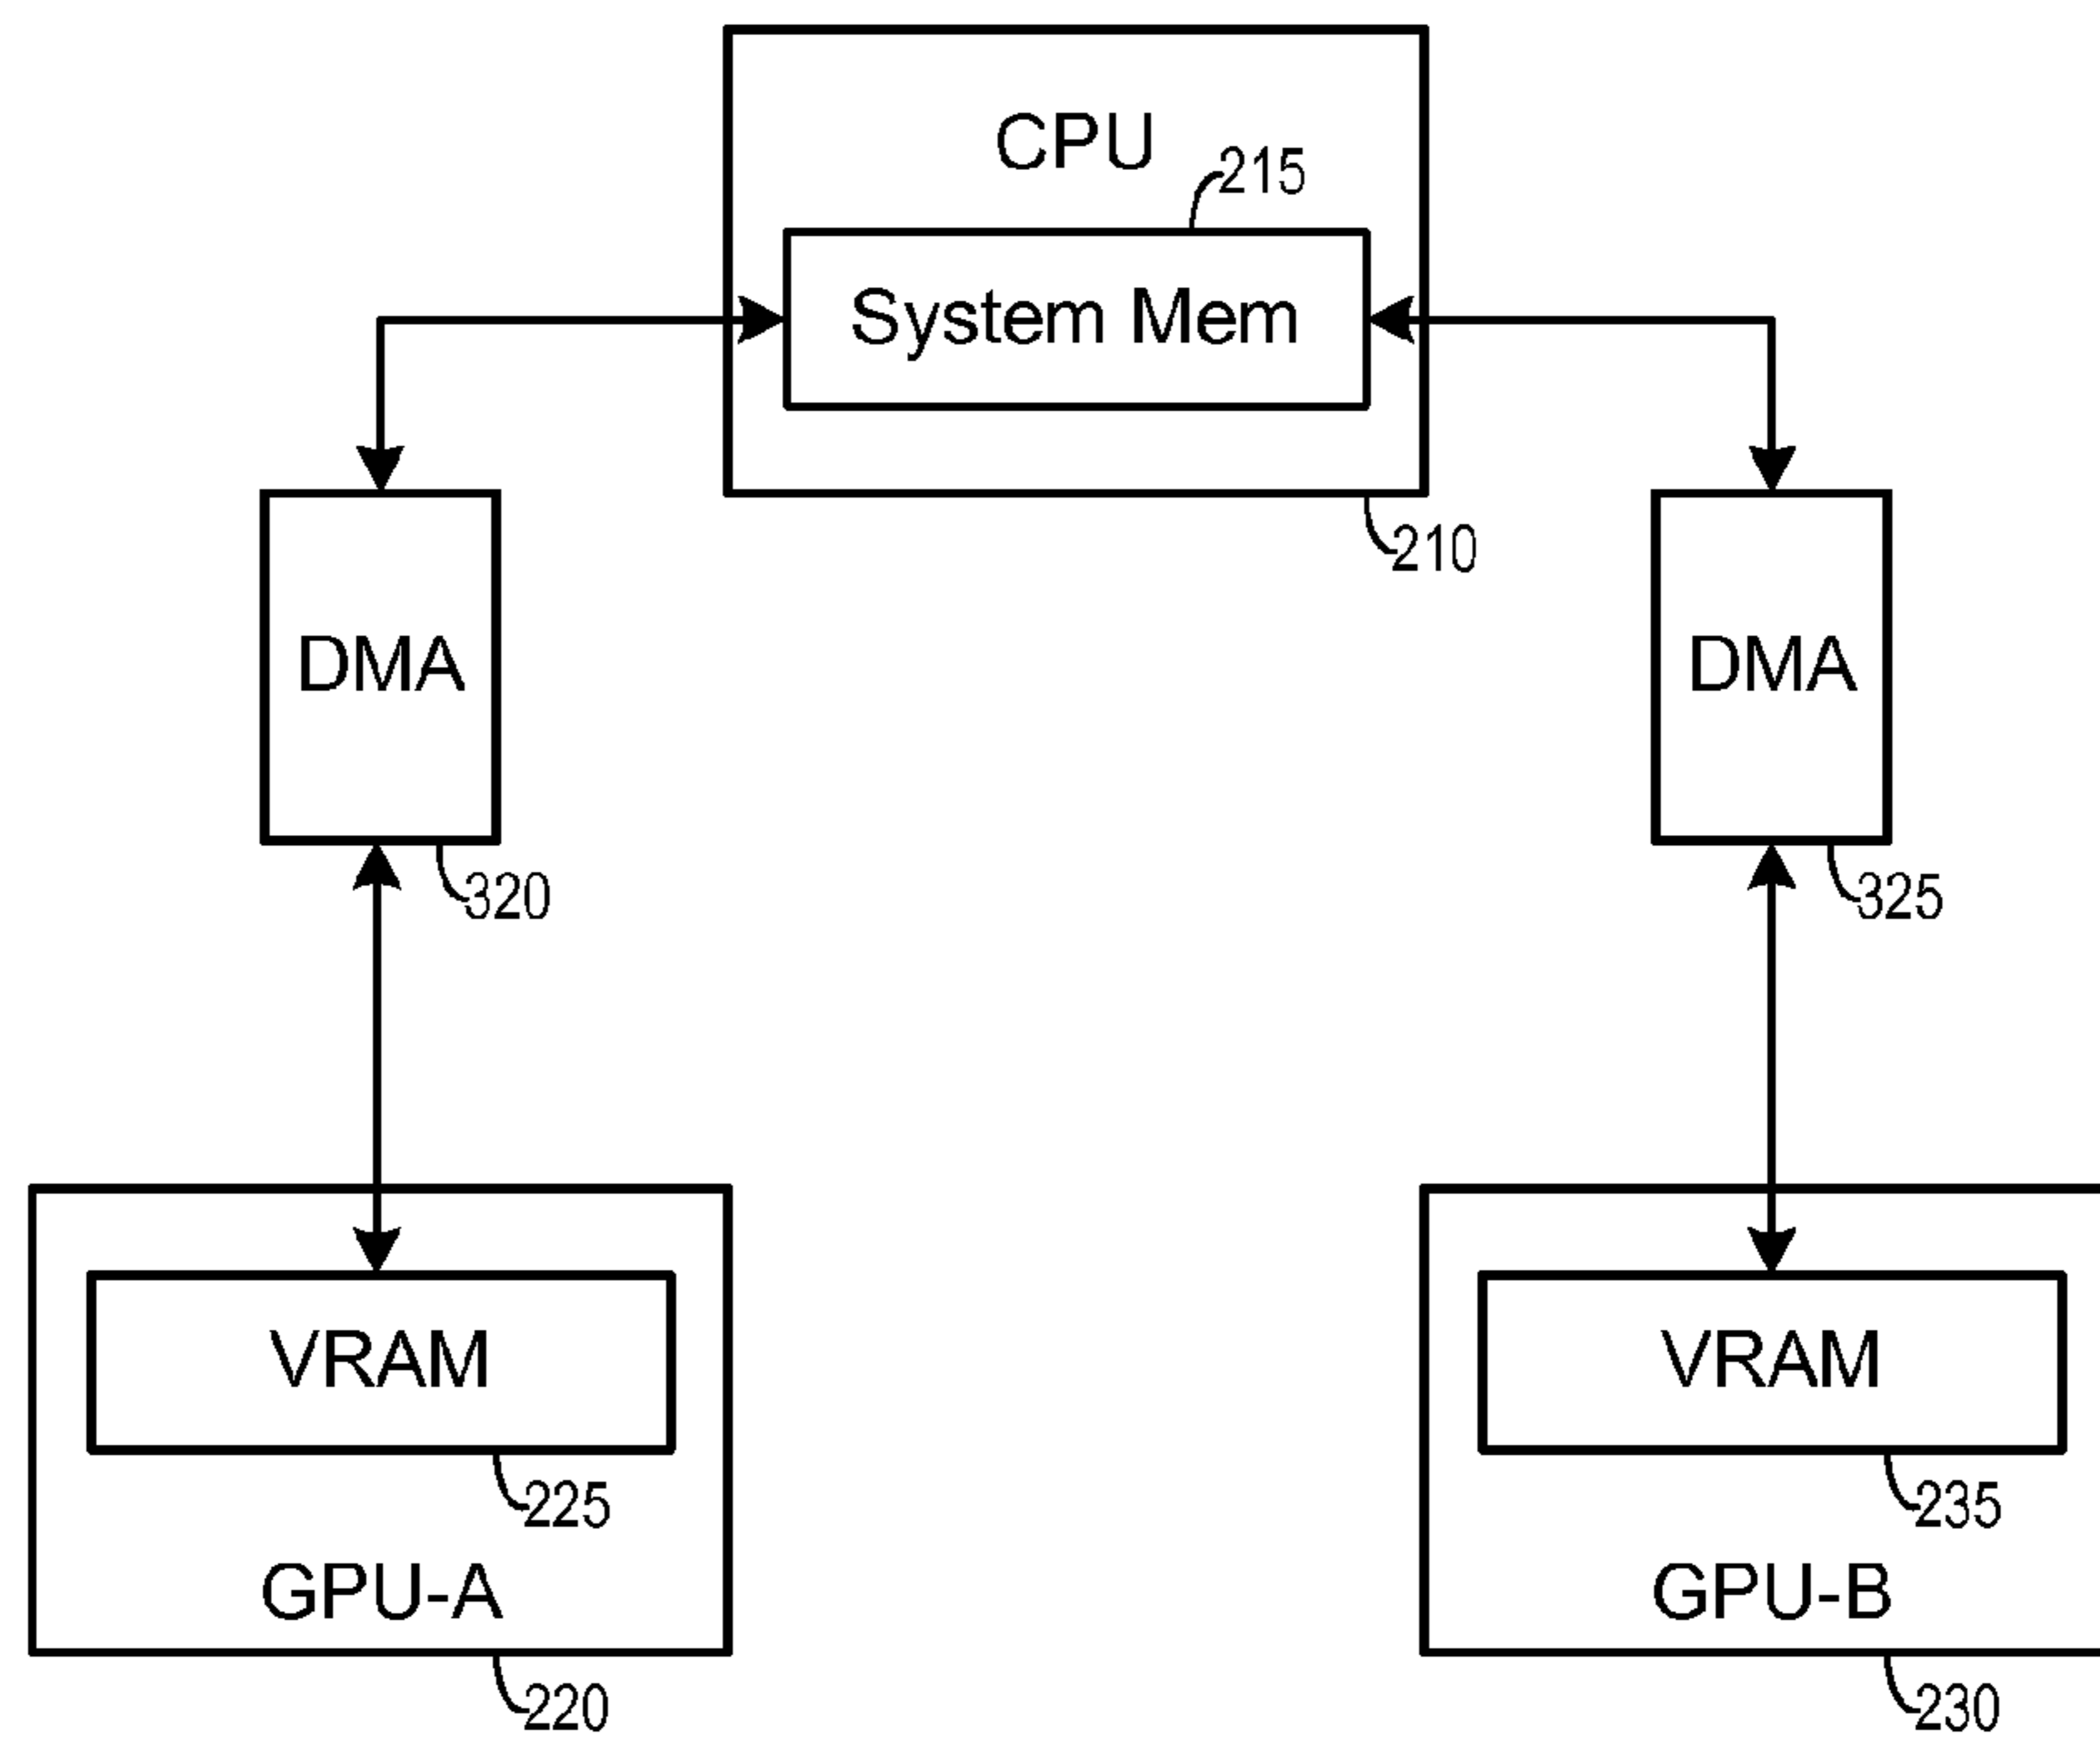 CPU
215
System Mem
210
DMA
DMA
320
325
VRAM
VRAM
225
235
GPU-A
GPU-B
220
230